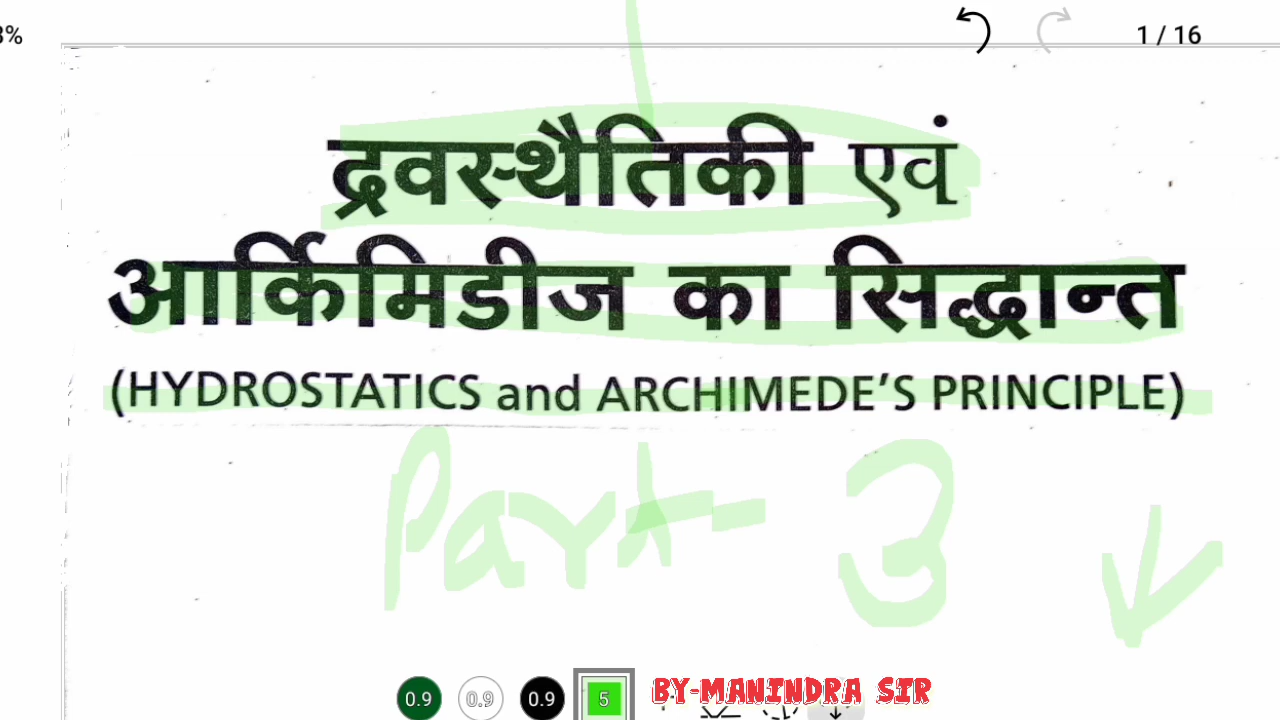 1 / 16
द्रवस्थैतिकी एवं
आर्किमिडीज का सिद्धान्त
(HYDROSTATICS and ARCHIMEDE'S PRINCIPLE)
Part- 3
0.9 0.9 0.9 5 BY-MANINDRA SIR